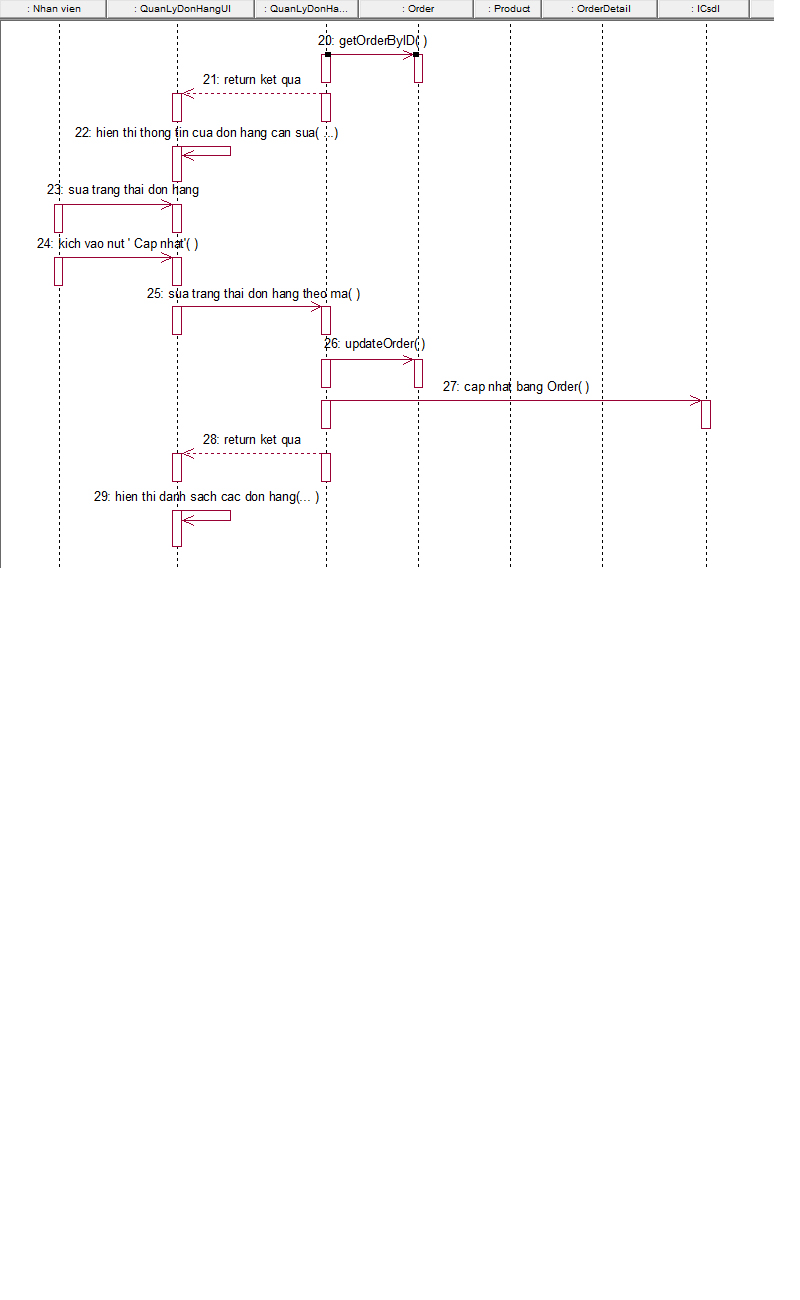 : Nhan vien : QuanLyDonHangUI : QuanLyDonHa... : Order : Product : OrderDetail : ICsdl
20: getOrderByID( )
21: return ket qua
22: hien thi thong tin cua don hang can sua( ...)
23: sua trang thai don hang
24: kich vao nut ' Cap nhat'( )
25: sua trang thai don hang theo ma( )
26: updateOrder( )
27: cap nhat bang Order( )
28: return ket qua
29: hien thi danh sach cac don hang(... )